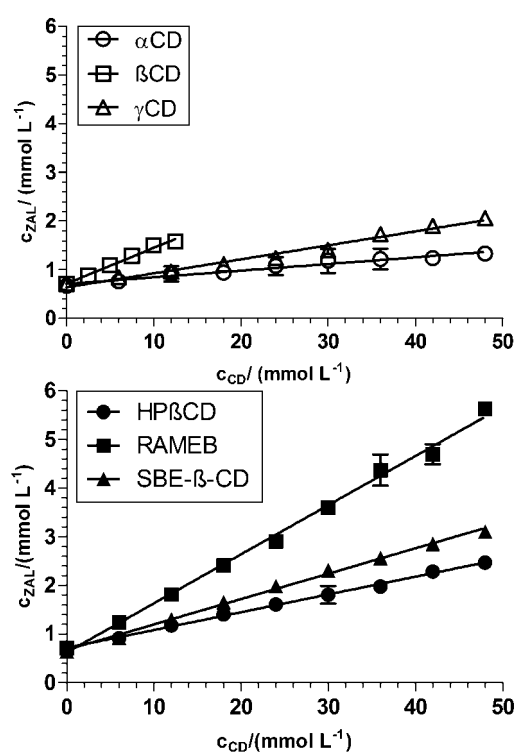 6
5
4
3
2
1
0
c_ZAL/ (mmol L⁻¹)
αCD
ßCD
γCD
0 10 20 30 40 50
c_CD/ (mmol L⁻¹)
6
5
4
3
2
1
0
c_ZAL/(mmol L⁻¹)
HPßCD
RAMEB
SBE-ß-CD
0 10 20 30 40 50
c_CD/(mmol L⁻¹)